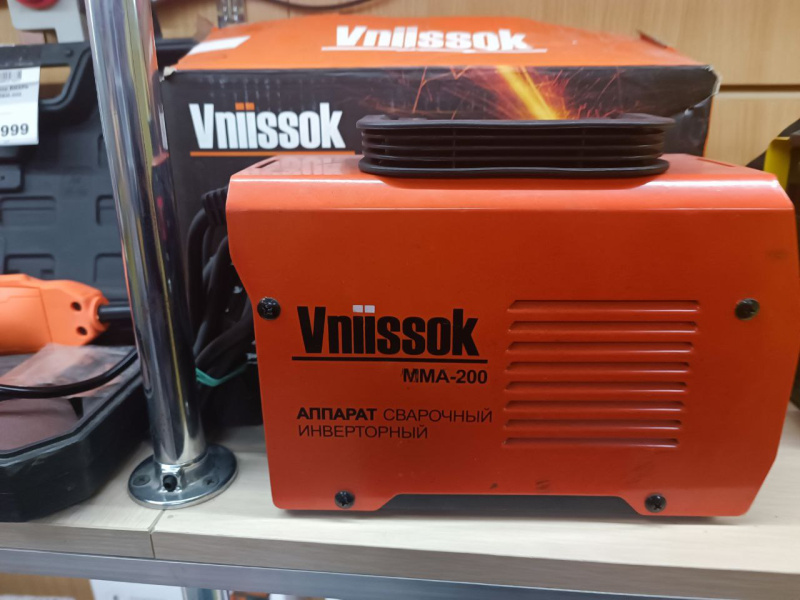 Vniissok
Vniissok
999
Vniissok
MMA-200
АППАРАТ СВАРОЧНЫЙ
ИНВЕРТОРНЫЙ